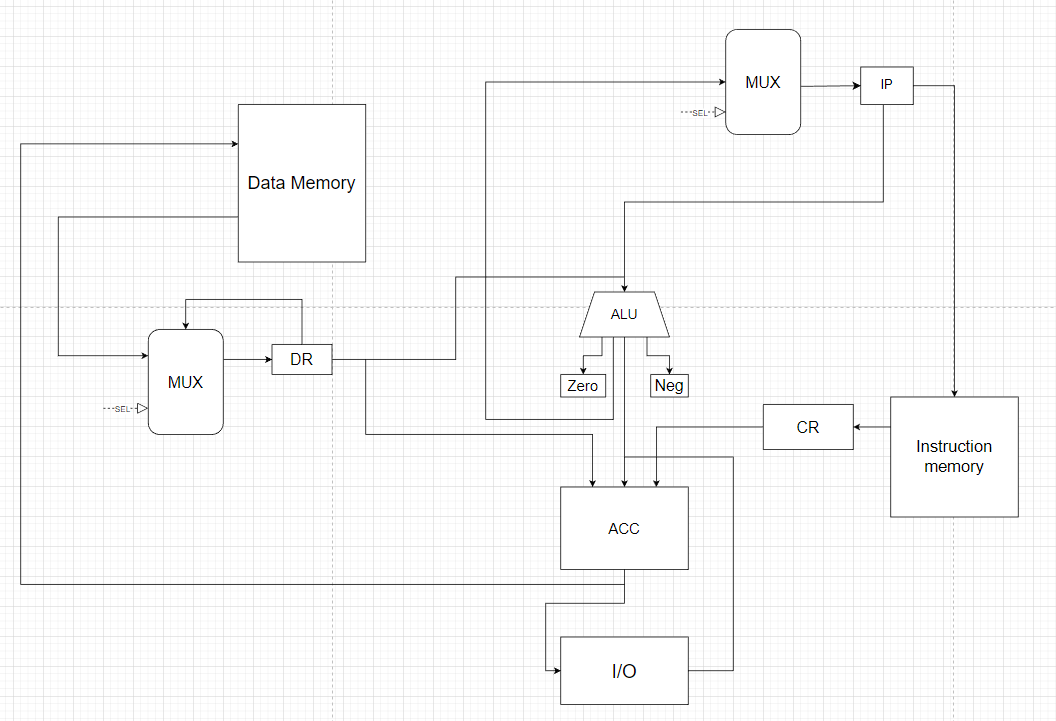 MUX
IP
SEL
Data Memory
ALU
DR
MUX
Zero
Neg
SEL
CR
Instruction
memory
ACC
I/O